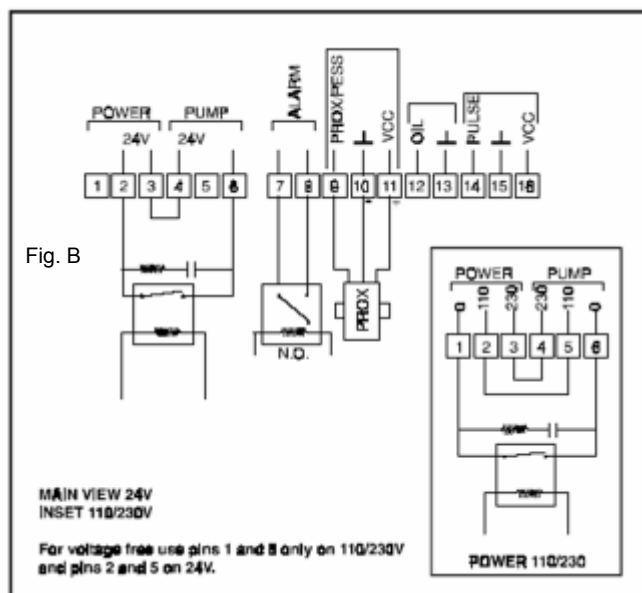 POWER PUMP
24V 24V
ALARM
PROX/PESS
⊥
VCC
OIL
⊥
PULSE
⊥
VCC
1 2 3 4 5 6 7 8 9 10 11 12 13 14 15
Fig. B
N.O.
PROX
POWER PUMP
0 110 230 230 110 0
1 2 3 4 5 6
POWER 110/230
MAIN VIEW 24V
INSET 110/230V
For voltage free use pins 1 and only on 110/230V
and pins 2 and 5 on 24V.